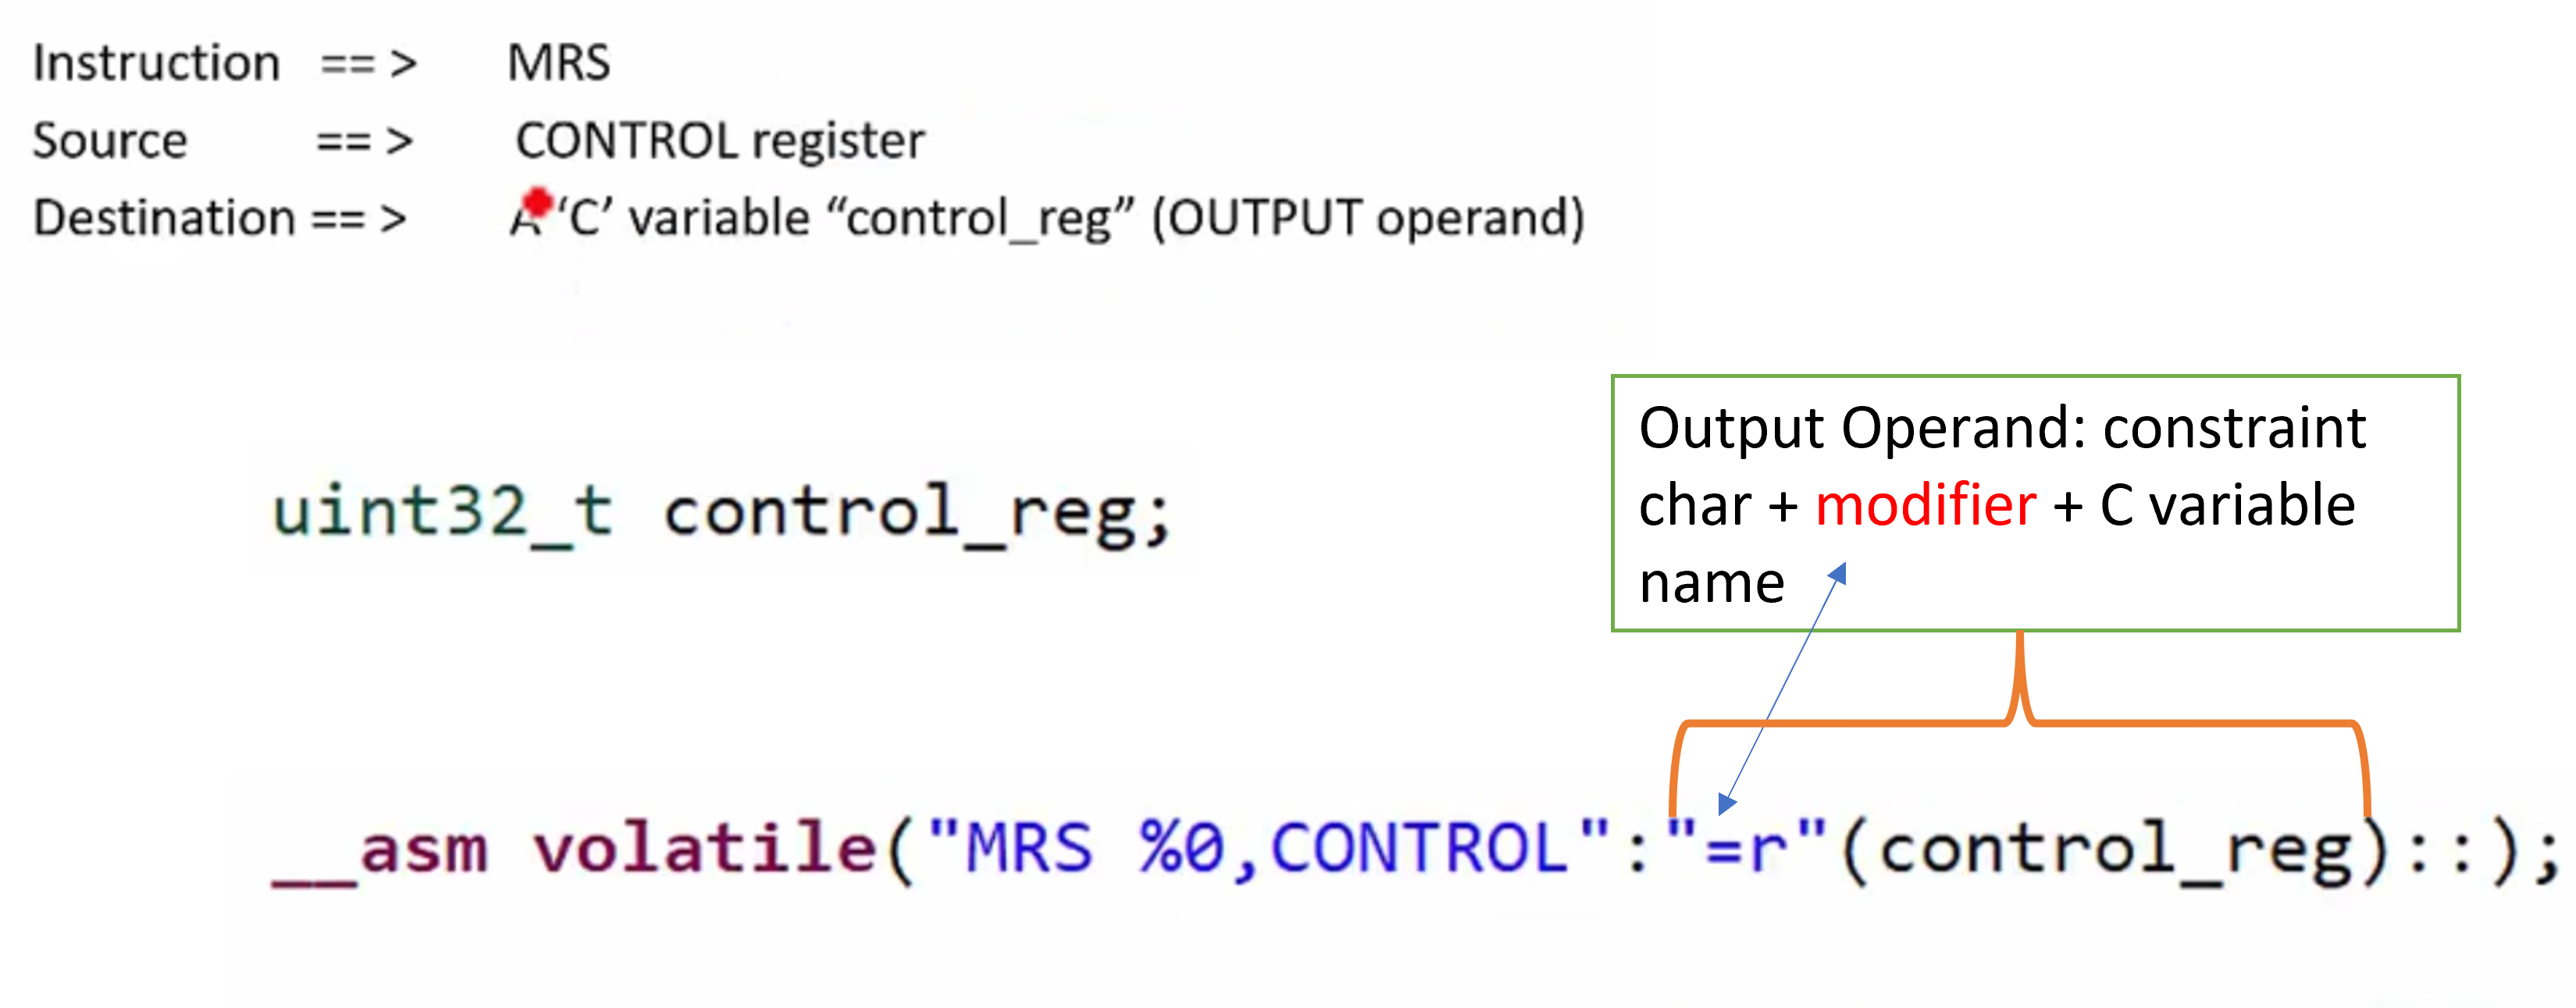 Instruction == > MRS
Source == > CONTROL register
Destination == > A ‘C’ variable “control_reg” (OUTPUT operand)
Output Operand: constraint
char + modifier + C variable
name
uint32_t control_reg;
__asm volatile("MRS %0,CONTROL":"=r"(control_reg)::);